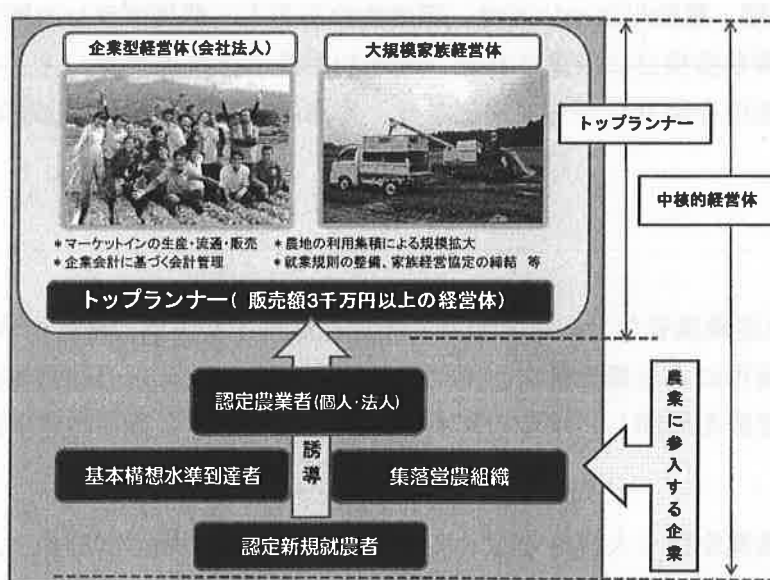 企業型経営体(会社法人)
大規模家族経営体
*マーケットインの生産・流通・販売
*企業会計に基づく会計管理
*農地の利用集積による規模拡大
*就業規則の整備、家族経営協定の締結 等
トップランナー( 販売額3千万円以上の経営体)
認定農業者(個人・法人)
誘導
基本構想水準到達者
集落営農組織
認定新規就農者
トップランナー
中核的経営体
農業に参入する企業